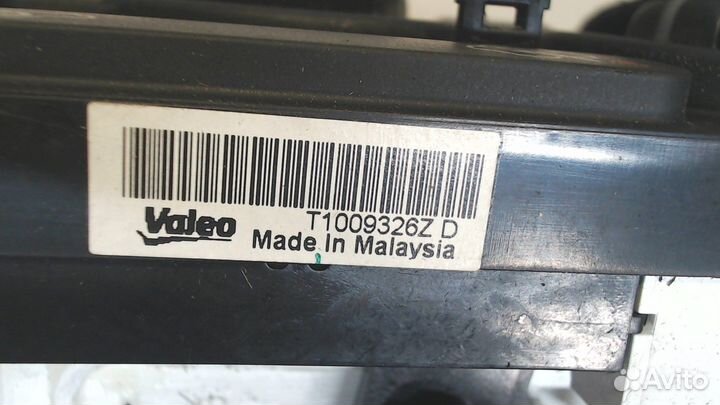 Valeo
T1009326Z D
Made In Malaysia
Avito